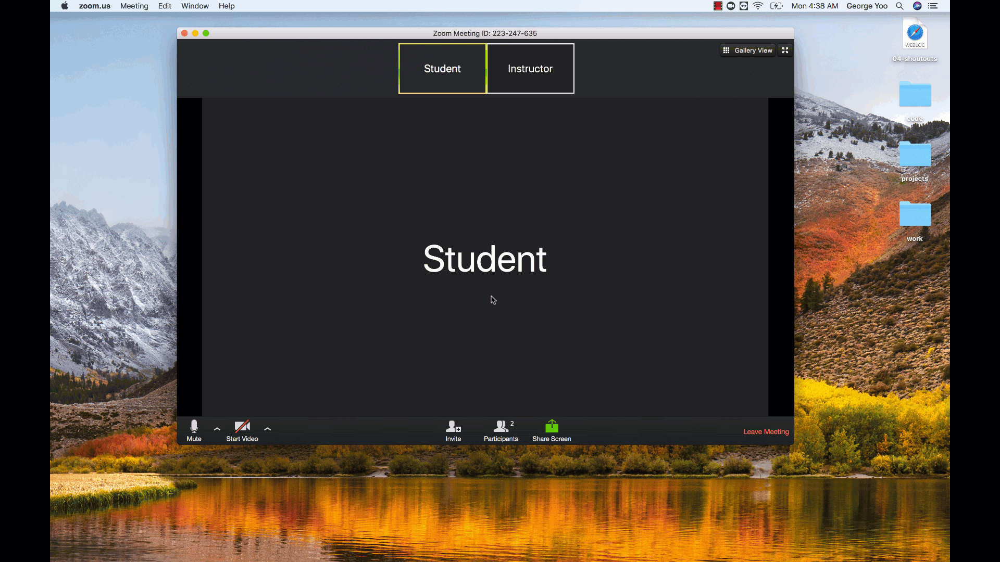 zoom.us Meeting Edit Window Help Mon 4:38 AM George Yoo
Zoom Meeting ID: 223-247-635
Student Instructor
Gallery View
WEBLOC
04-shoutouts
code
projects
work
Student
Mute Start Video Invite Participants 2 Share Screen Leave Meeting